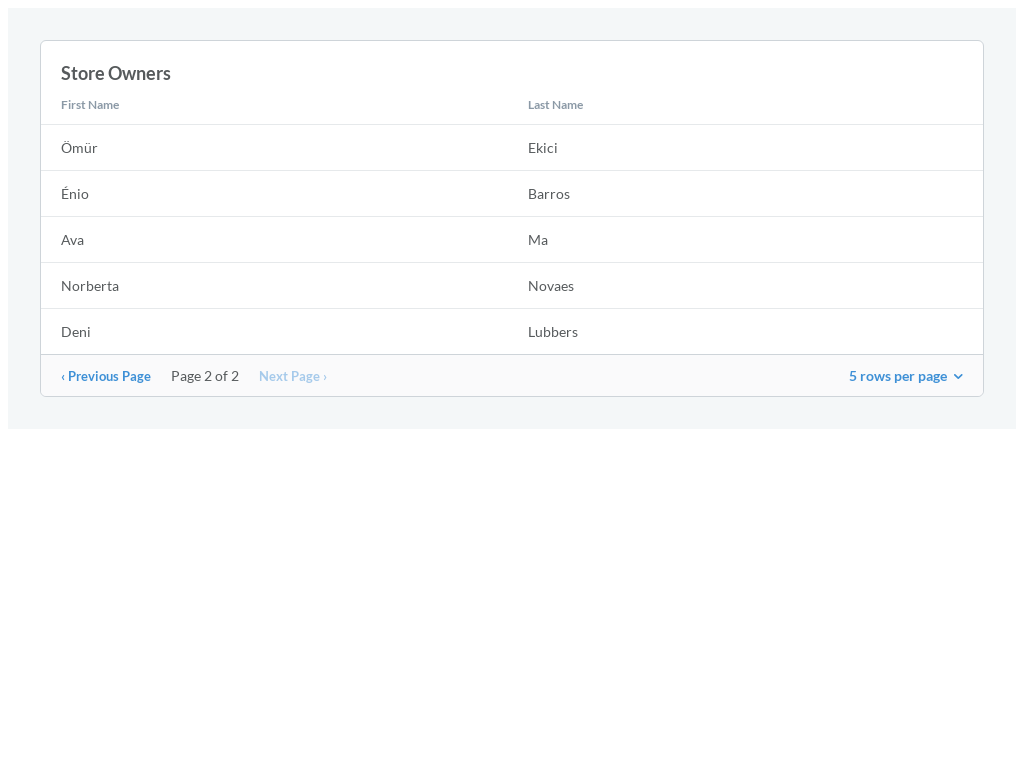 Store Owners
First Name Last Name
Ömür Ekici
Énio Barros
Ava Ma
Norberta Novaes
Deni Lubbers
‹ Previous Page Page 2 of 2 Next Page › 5 rows per page